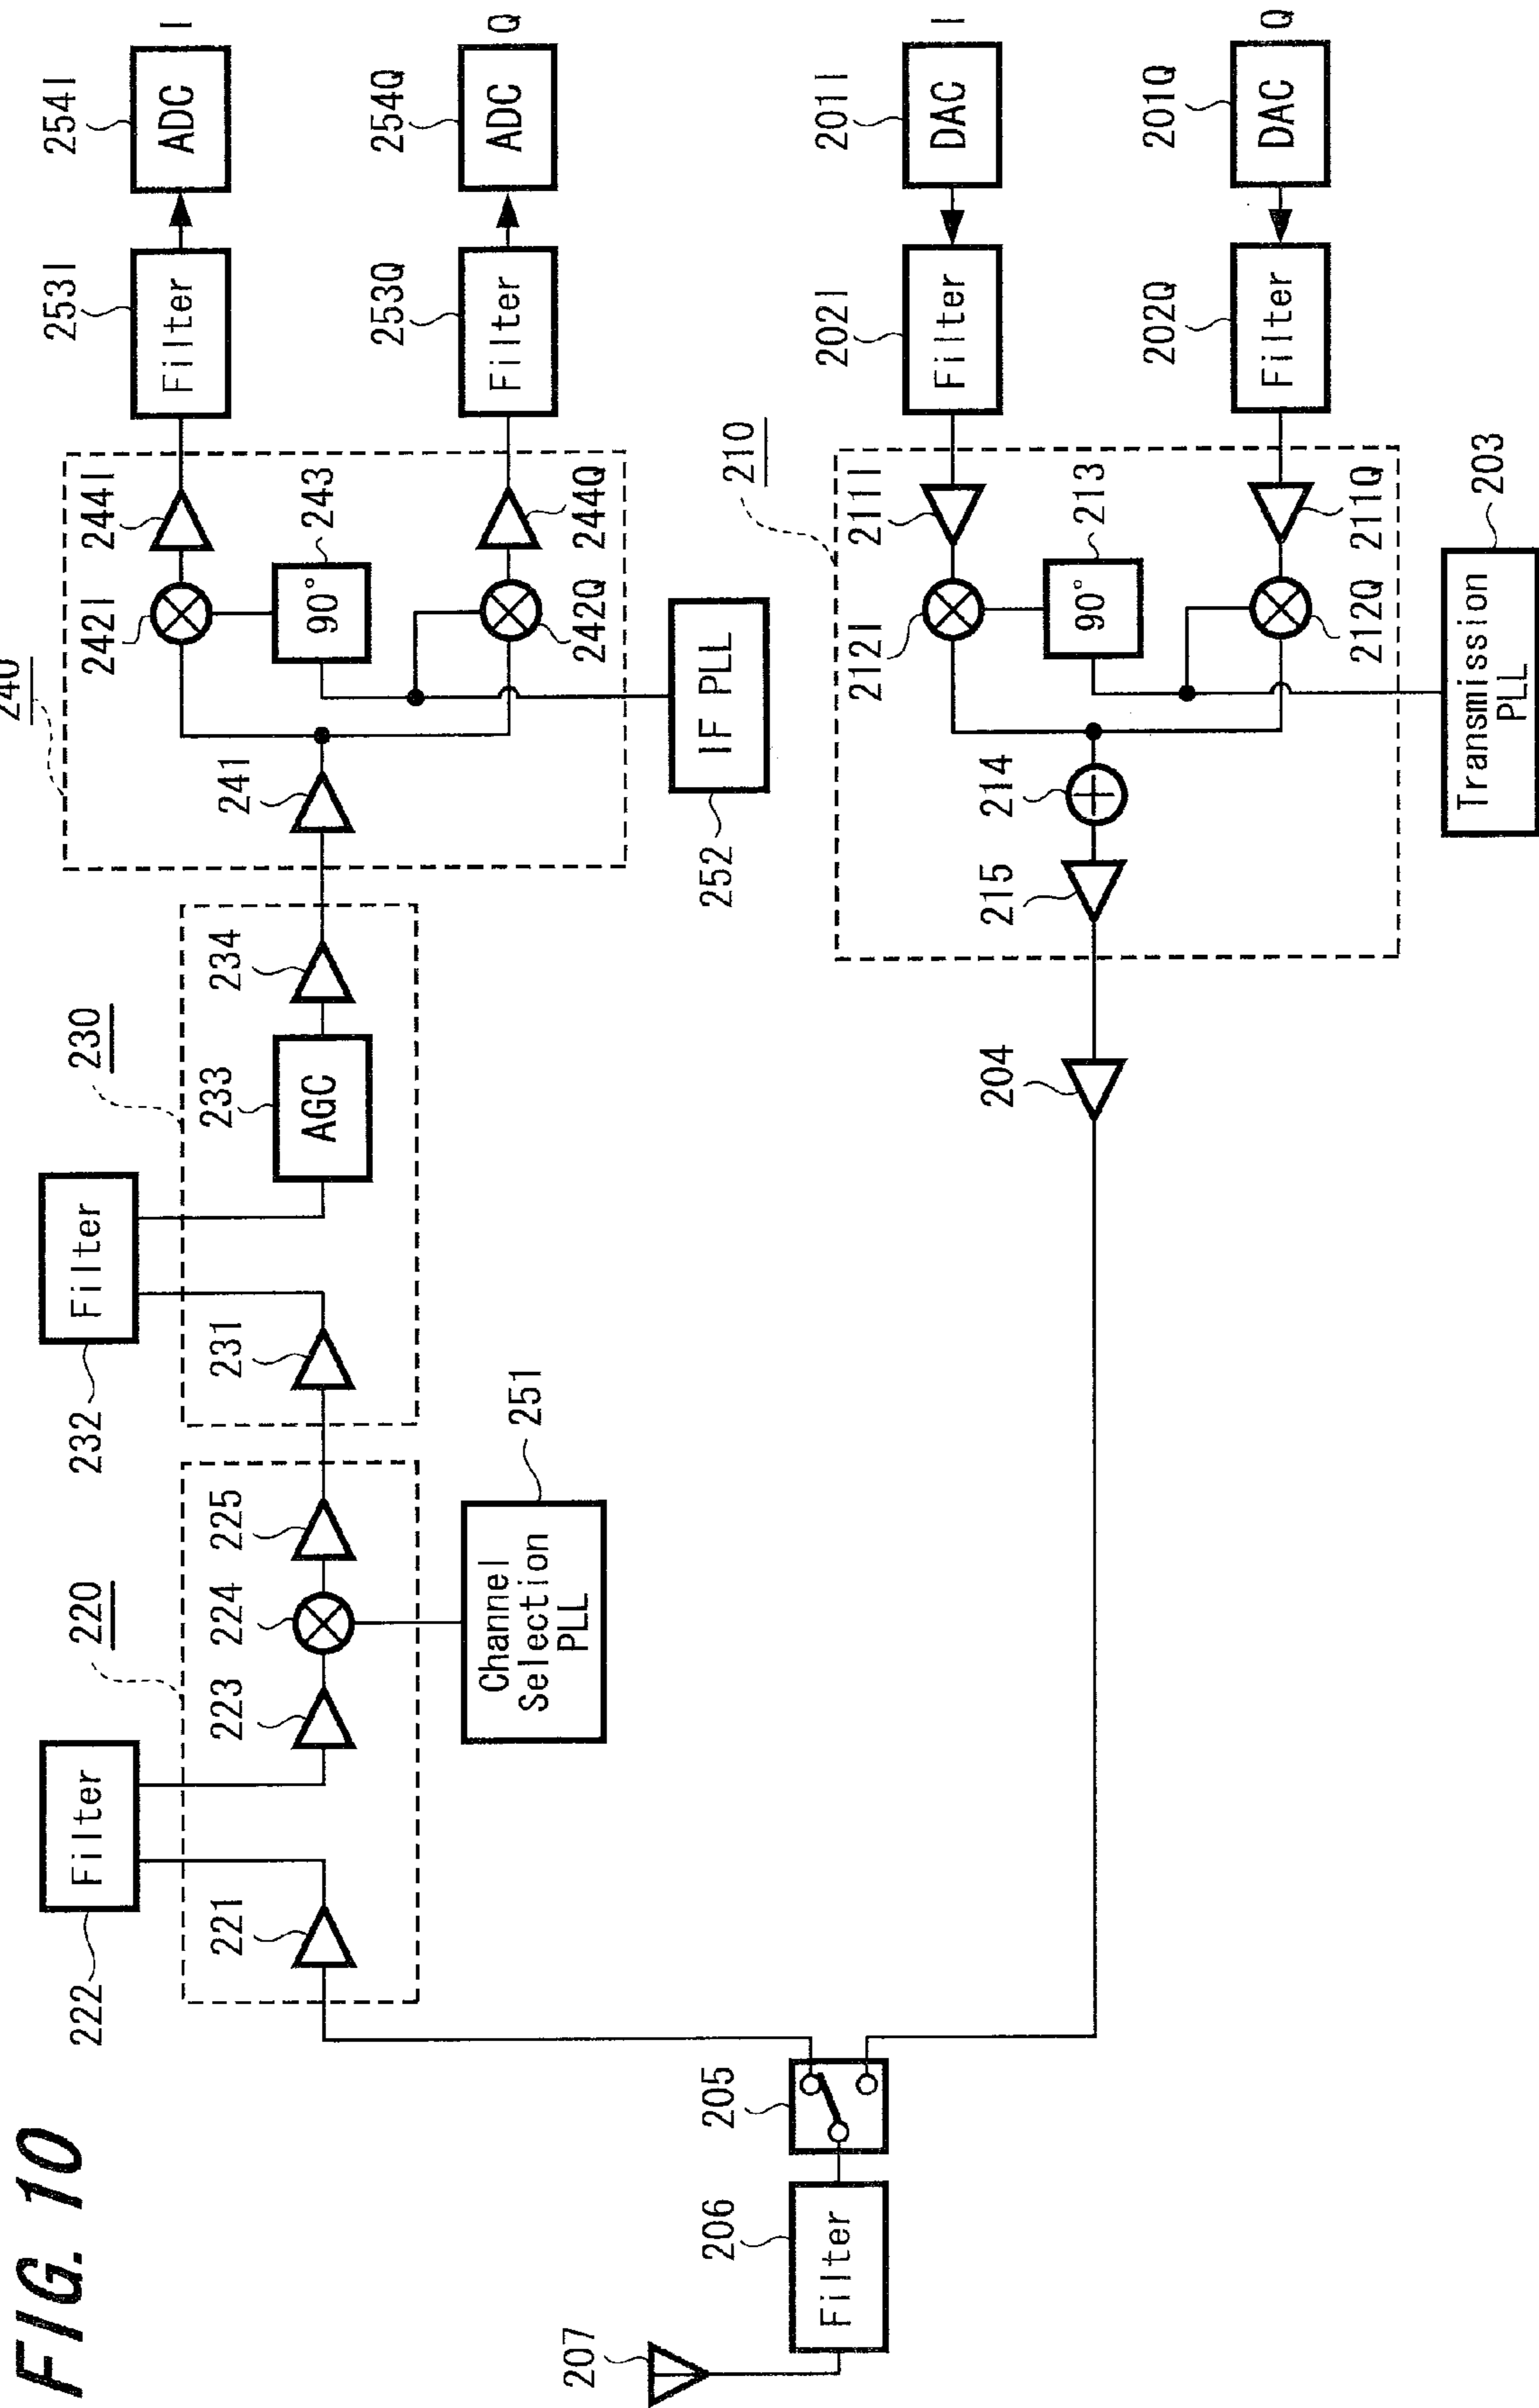 FIG. 10
207
206
Filter
205
222
Filter
221
220
223
224
225
Channel
Selection
PLL
251
232
Filter
231
230
233
AGC
234
240
241
242I
243
90°
244I
242Q
244Q
IF PLL
252
253I
Filter
254I
ADC
I
253Q
Filter
254Q
ADC
Q
204
210
215
214
212I
213
90°
211I
212Q
211Q
Transmission
PLL
203
202I
Filter
201I
DAC
I
202Q
Filter
201Q
DAC
Q